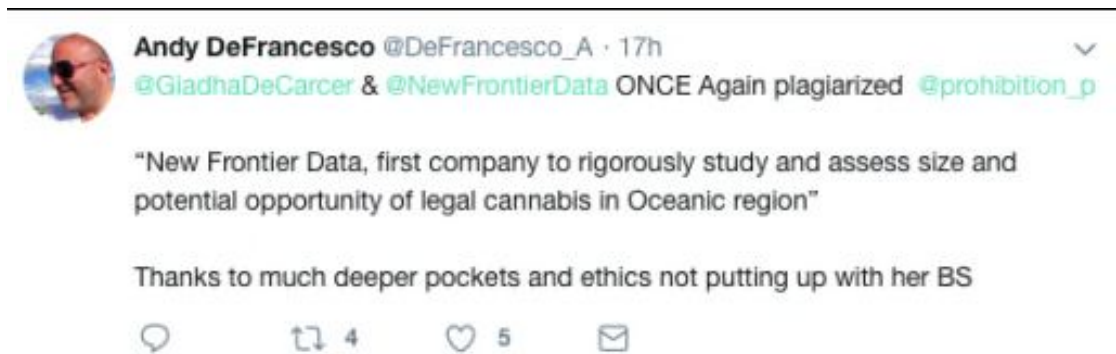 Andy DeFrancesco @DeFrancesco_A · 17h
@GiadhaDeCarcer & @NewFrontierData ONCE Again plagiarized @prohibition_p
“New Frontier Data, first company to rigorously study and assess size and
potential opportunity of legal cannabis in Oceanic region”
Thanks to much deeper pockets and ethics not putting up with her BS
4 5